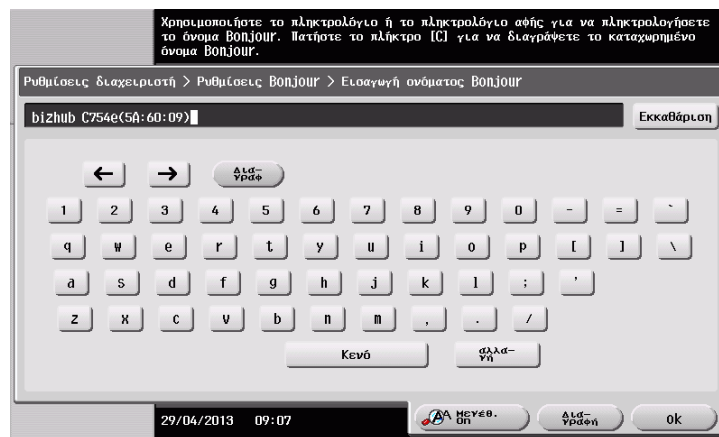 Χρησιμοποιήστε το πληκτρολόγιο ή το πληκτρολόγιο αφής για να πληκτρολογήσετε
το όνομα Bonjour. Πατήστε το πλήκτρο [C] για να διαγράψετε το καταχωρημένο
όνομα Bonjour.
Ρυθμίσεις διαχειριστή > Ρυθμίσεις Bonjour > Εισαγωγή ονόματος Bonjour
bizhub C754e(5A:60:09) Εκκαθάριση
← → Δια-
γραφ
1 2 3 4 5 6 7 8 9 0 - = `
q w e r t y u i o p [ ] \
a s d f g h j k l ; '
z x c v b n m , . /
Κενό αλλα-
γή
29/04/2013 09:07 Μεγέθ.
οπ Δια-
γραφή ok